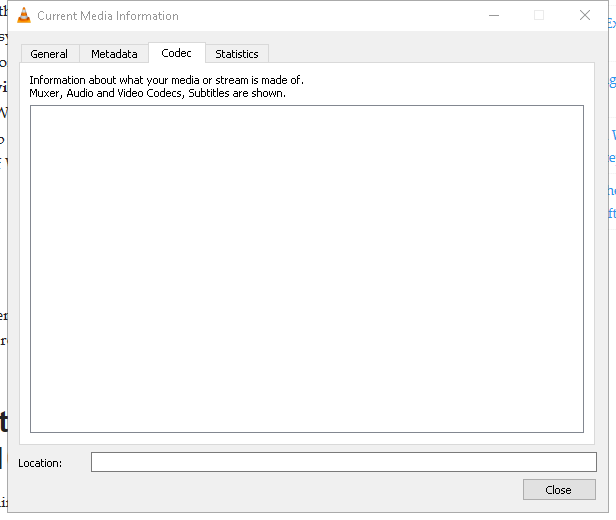 Current Media Information
General Metadata Codec Statistics
Information about what your media or stream is made of.
Muxer, Audio and Video Codecs, Subtitles are shown.
Location:
Close